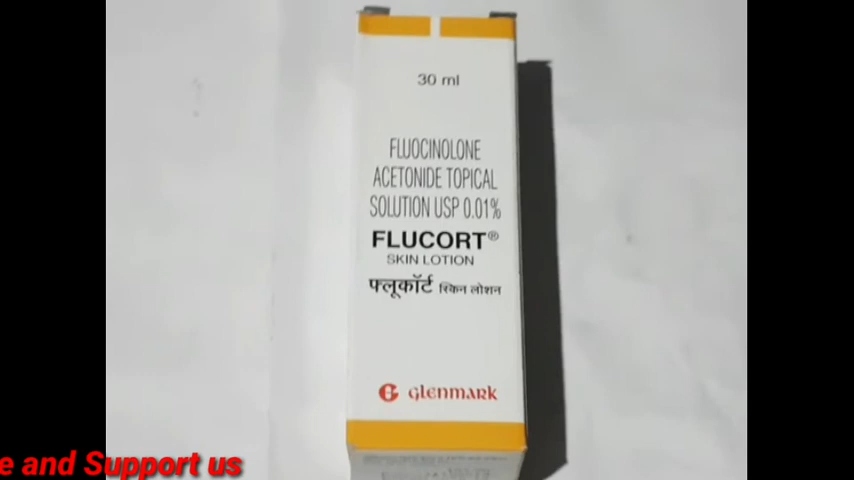 30 ml
FLUOCINOLONE
ACETONIDE TOPICAL
SOLUTION USP 0.01%
FLUCORT®
SKIN LOTION
फ्लूकॉर्ट स्किन लोशन
glenmark
e and Support us